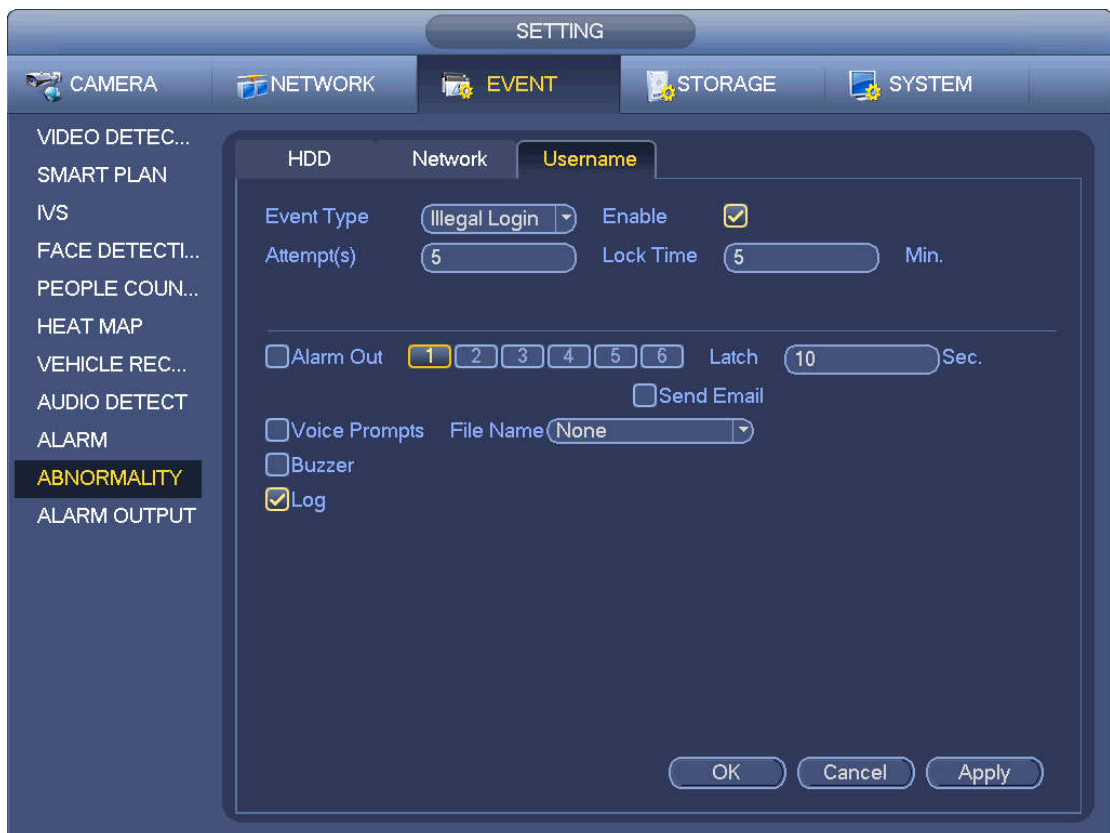 SETTING
CAMERA NETWORK EVENT STORAGE SYSTEM
VIDEO DETEC...
SMART PLAN
IVS
FACE DETECTI...
PEOPLE COUN...
HEAT MAP
VEHICLE REC...
AUDIO DETECT
ALARM
ABNORMALITY
ALARM OUTPUT
HDD Network Username
Event Type Illegal Login Enable
Attempt(s) 5 Lock Time 5 Min.
Alarm Out 1 2 3 4 5 6 Latch 10 Sec.
Send Email
Voice Prompts File Name None
Buzzer
Log
OK Cancel Apply